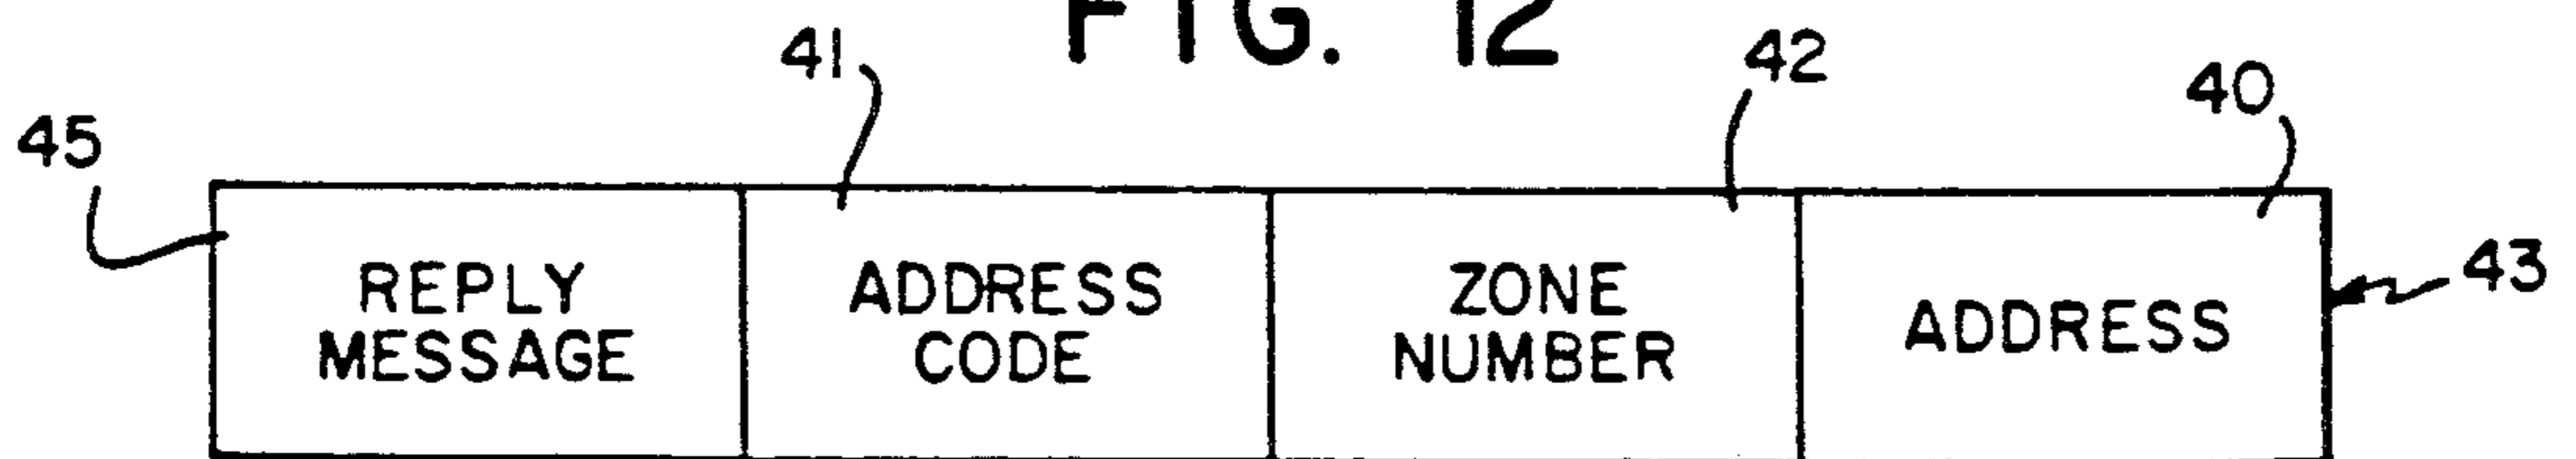 FIG. 12
41
42
40
45
REPLY
MESSAGE
ADDRESS
CODE
ZONE
NUMBER
ADDRESS
43